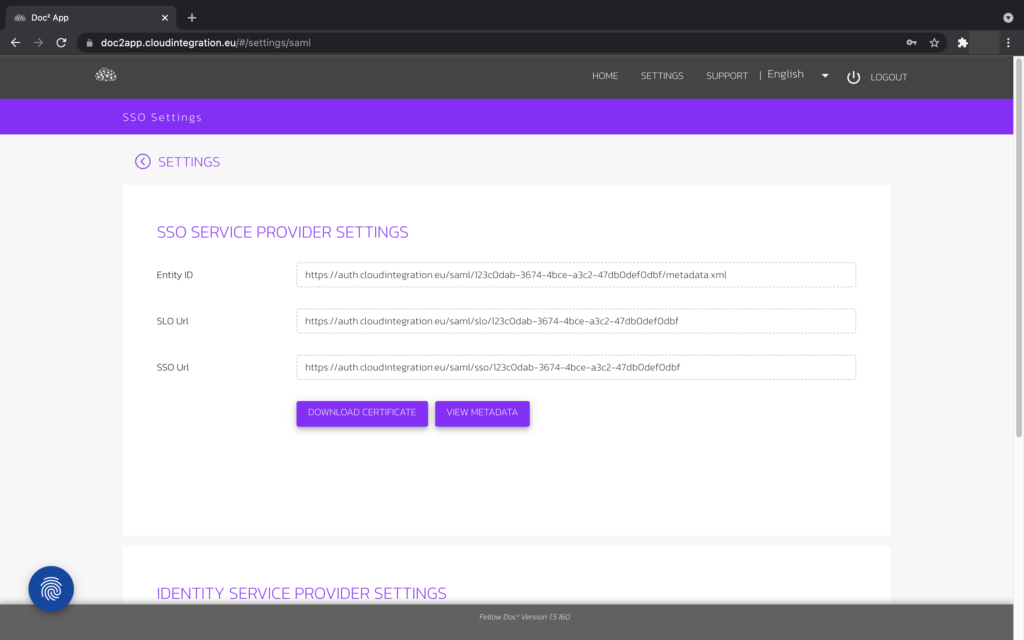 Doc² App
doc2app.cloudintegration.eu/#/settings/saml
HOME SETTINGS SUPPORT | English LOGOUT
SSO Settings
SETTINGS
SSO SERVICE PROVIDER SETTINGS
Entity ID https://auth.cloudintegration.eu/saml/123c0dab-3674-4bce-a3c2-47db0def0dbf/metadata.xml
SLO Url https://auth.cloudintegration.eu/saml/slo/123c0dab-3674-4bce-a3c2-47db0def0dbf
SSO Url https://auth.cloudintegration.eu/saml/sso/123c0dab-3674-4bce-a3c2-47db0def0dbf
DOWNLOAD CERTIFICATE VIEW METADATA
IDENTITY SERVICE PROVIDER SETTINGS
Fellow Doc² Version 1.5.160